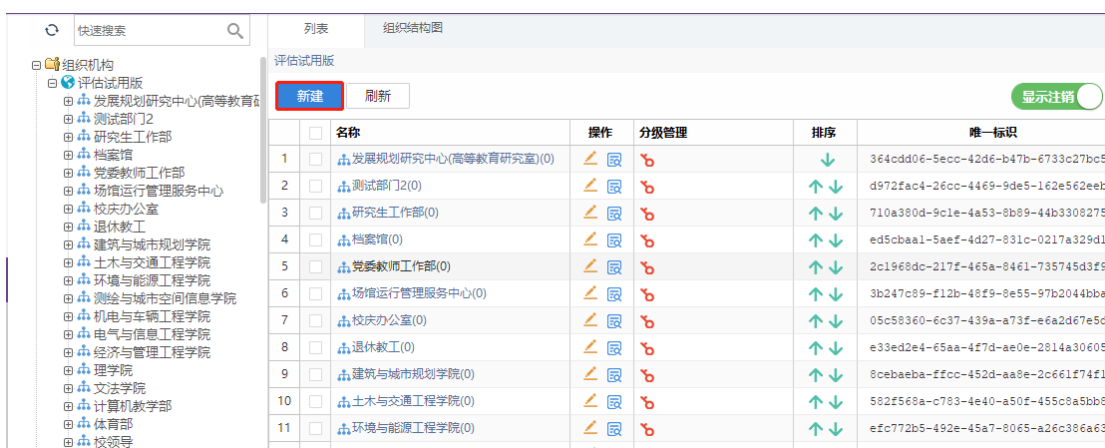 快速搜索
列表
组织结构图
组织机构
评估试用版
发展规划研究中心(高等教育研
测试部门2
研究生工作部
档案馆
党委教师工作部
场馆运行管理服务中心
校庆办公室
退休教工
建筑与城市规划学院
土木与交通工程学院
环境与能源工程学院
测绘与城市空间信息学院
机电与车辆工程学院
电气与信息工程学院
经济与管理工程学院
理学院
文法学院
计算机教学部
体育部
校领导
评估试用版
新建 刷新 显示注销
名称 操作 分级管理 排序 唯一标识
1 发展规划研究中心(高等教育研究室)(0) 364cdd06-5ecc-42d6-b47b-6733c27bc5
2 测试部门2(0) d972fac4-26cc-4469-9de5-162e562eeb
3 研究生工作部(0) 710a380d-9c1e-4a53-8b89-44b3308275
4 档案馆(0) ed5cbaa1-5aef-4d27-831c-0217a329d1
5 党委教师工作部(0) 2c1968dc-217f-465a-8461-735745d3f9
6 场馆运行管理服务中心(0) 3b247c89-f12b-48f9-8e55-97b2044bba
7 校庆办公室(0) 05c58360-6c37-439a-a73f-e6a2d67e5d
8 退休教工(0) e33ed2e4-65aa-4f7d-ae0e-2814a30605
9 建筑与城市规划学院(0) 8cebaeba-ffcc-452d-aa8e-2c661f74f1
10 土木与交通工程学院(0) 582f568a-c783-4e40-a50f-455c8a5bb8
11 环境与能源工程学院(0) efc772b5-492e-45a7-8065-a26c386a63